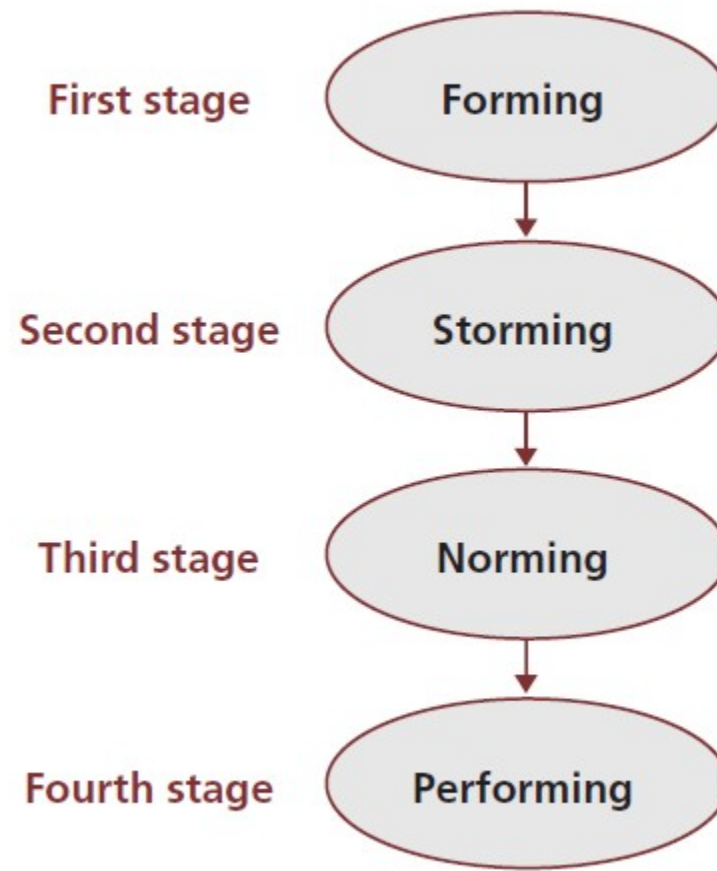 First stage
Forming
Second stage
Storming
Third stage
Norming
Fourth stage
Performing